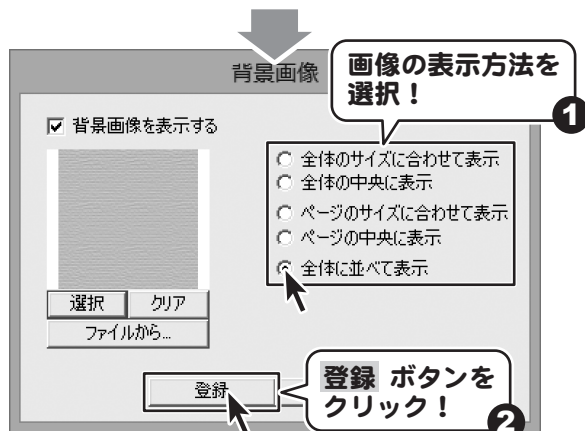 背景画像
画像の表示方法を
選択！
1
背景画像を表示する
全体のサイズに合わせて表示
全体の中央に表示
ページのサイズに合わせて表示
ページの中央に表示
全体に並べて表示
選択
クリア
ファイルから...
登録
登録 ボタンを
クリック！
2